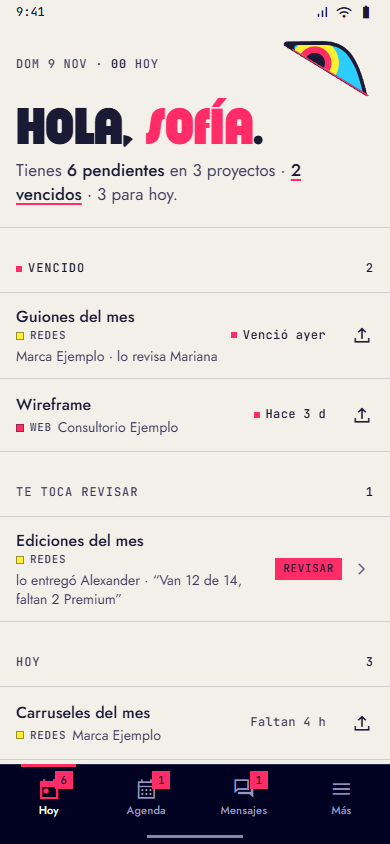 9:41
DOM 9 NOV · 00 HOY
HOLA, SOFÍA.
Tienes 6 pendientes en 3 proyectos · 2
vencidos · 3 para hoy.
VENCIDO 2
Guiones del mes
REDES
Venció ayer
Marca Ejemplo · lo revisa Mariana
Wireframe
Hace 3 d
WEB Consultorio Ejemplo
TE TOCA REVISAR 1
Ediciones del mes
REDES
REVISAR
lo entregó Alexander · “Van 12 de 14,
faltan 2 Premium”
HOY 3
Carruseles del mes
Faltan 4 h
REDES Marca Ejemplo
6 1 1
Hoy Agenda Mensajes Más